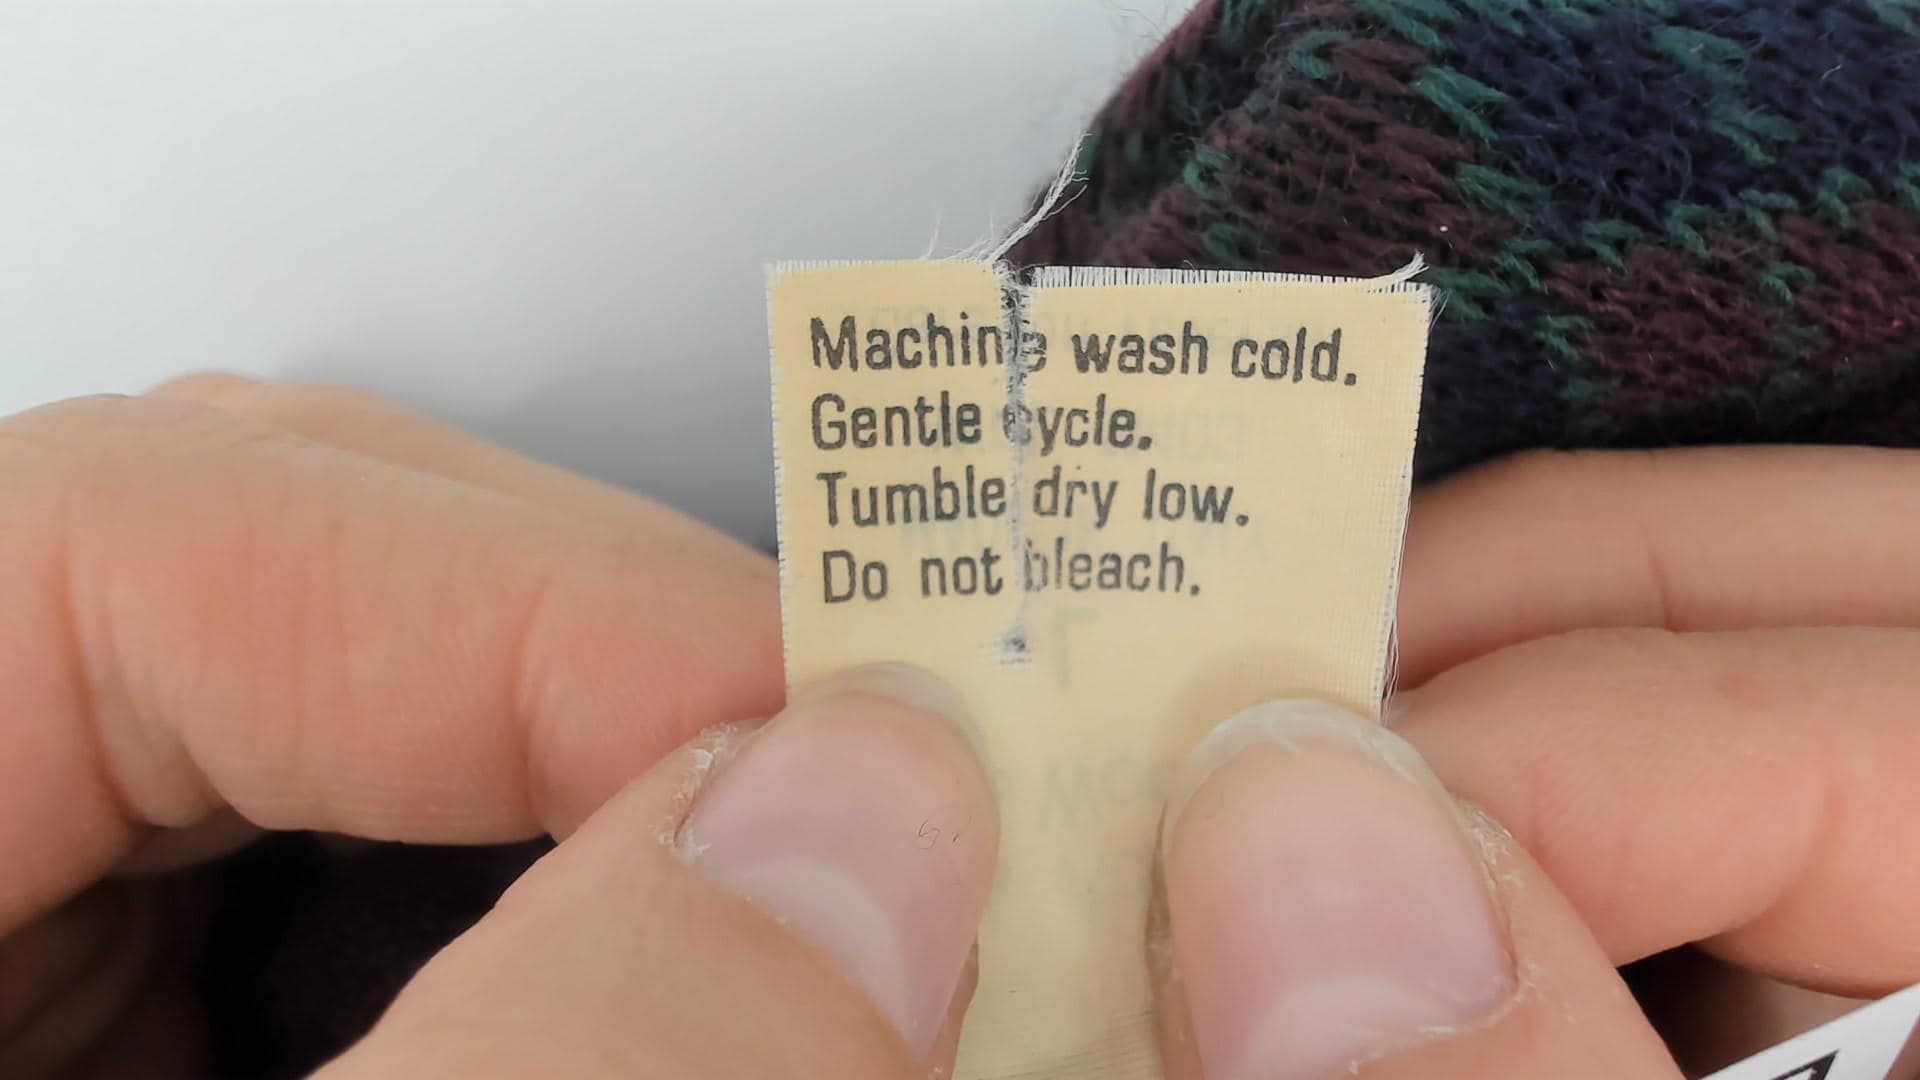 Machine wash cold.
Gentle cycle.
Tumble dry low.
Do not bleach.